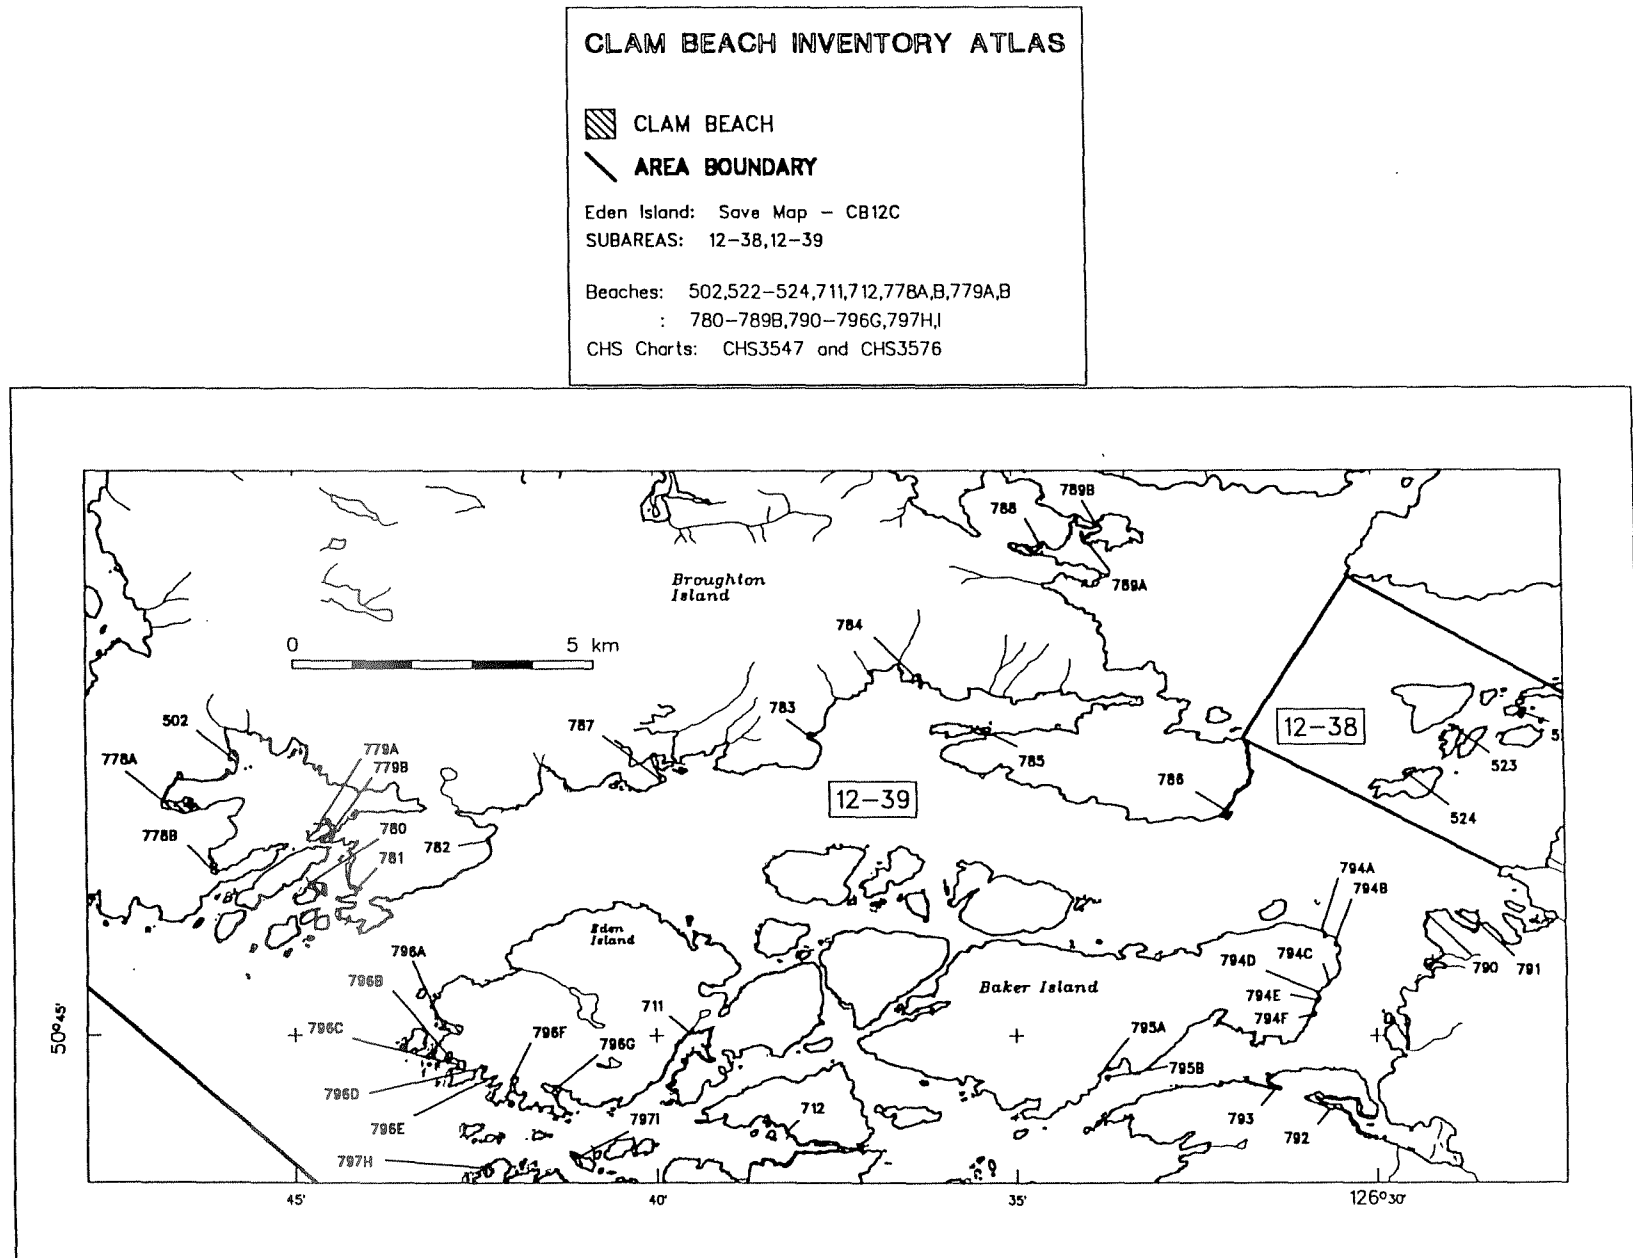 CLAM BEACH INVENTORY ATLAS
CLAM BEACH
AREA BOUNDARY
Eden Island: Save Map - CB12C
SUBAREAS: 12-38,12-39
Beaches: 502,522-524,711,712,778A,B,779A,B
: 780-789B,790-796G,797H,I
CHS Charts: CHS3547 and CHS3576
789B
788
789A
Broughton
Island
0 5 km
784
783
787
502
778A
779A
779B
780
781
778B
782
785
786
12-38
12-39
5
523
524
794A
794B
794C
794D
794E
794F
790
791
Eden
Island
Baker Island
796A
796B
796C
796D
796E
796F
796G
711
712
797I
797H
795A
795B
793
792
50°45'
45'
40'
35'
126°30'